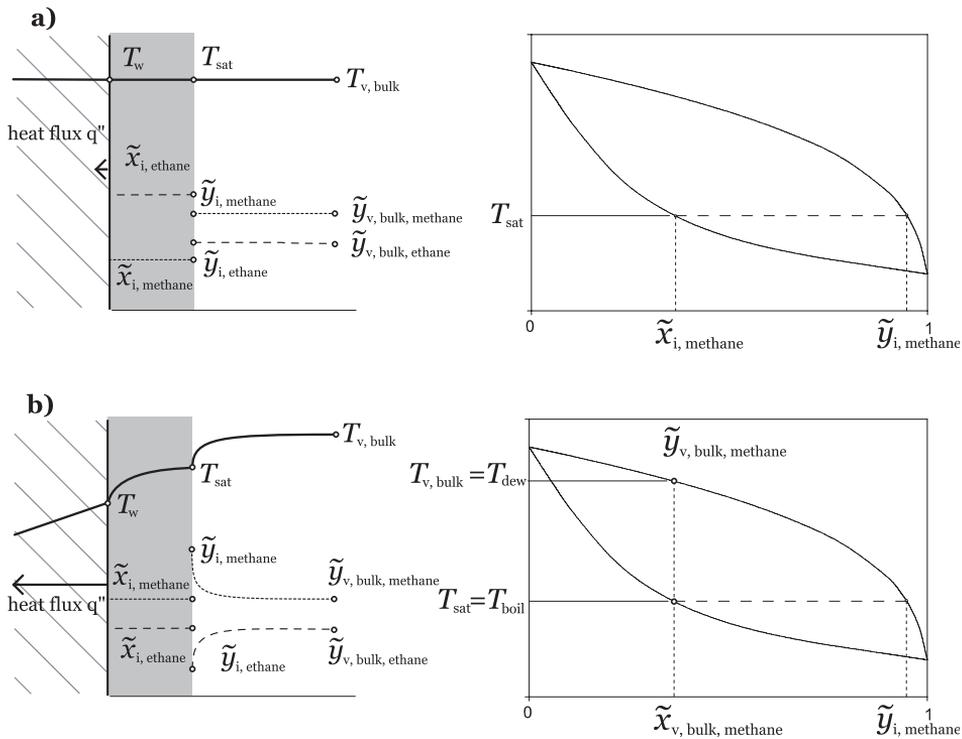 a)
T_w
T_sat
T_v, bulk
heat flux q"
x̃_i, ethane
ỹ_i, methane
ỹ_v, bulk, methane
ỹ_v, bulk, ethane
ỹ_i, ethane
x̃_i, methane
T_sat
0
1
x̃_i, methane
ỹ_i, methane
b)
T_v, bulk
T_sat
T_w
ỹ_i, methane
x̃_i, methane
ỹ_v, bulk, methane
heat flux q"
x̃_i, ethane
ỹ_i, ethane
ỹ_v, bulk, ethane
ỹ_v, bulk, methane
T_v, bulk =T_dew
T_sat=T_boil
0
1
x̃_v, bulk, methane
ỹ_i, methane